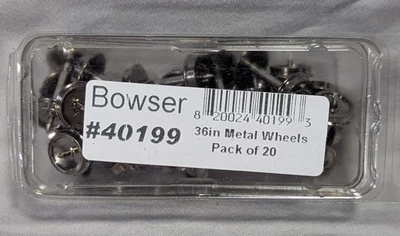 Bowser
8 20024 40199 3
#40199
36in Metal Wheels
Pack of 20